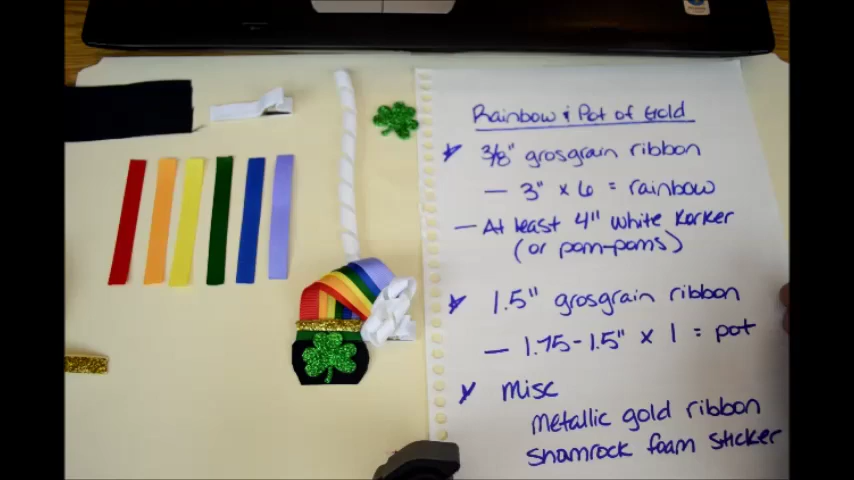 Rainbow & Pot of Gold
3/8" grosgrain ribbon
— 3" x 6 = rainbow
— At least 4" white Korker
(or pom-poms)
1.5" grosgrain ribbon
— 1.75-1.5" x 1 = pot
Misc
Metallic gold ribbon
shamrock foam sticker